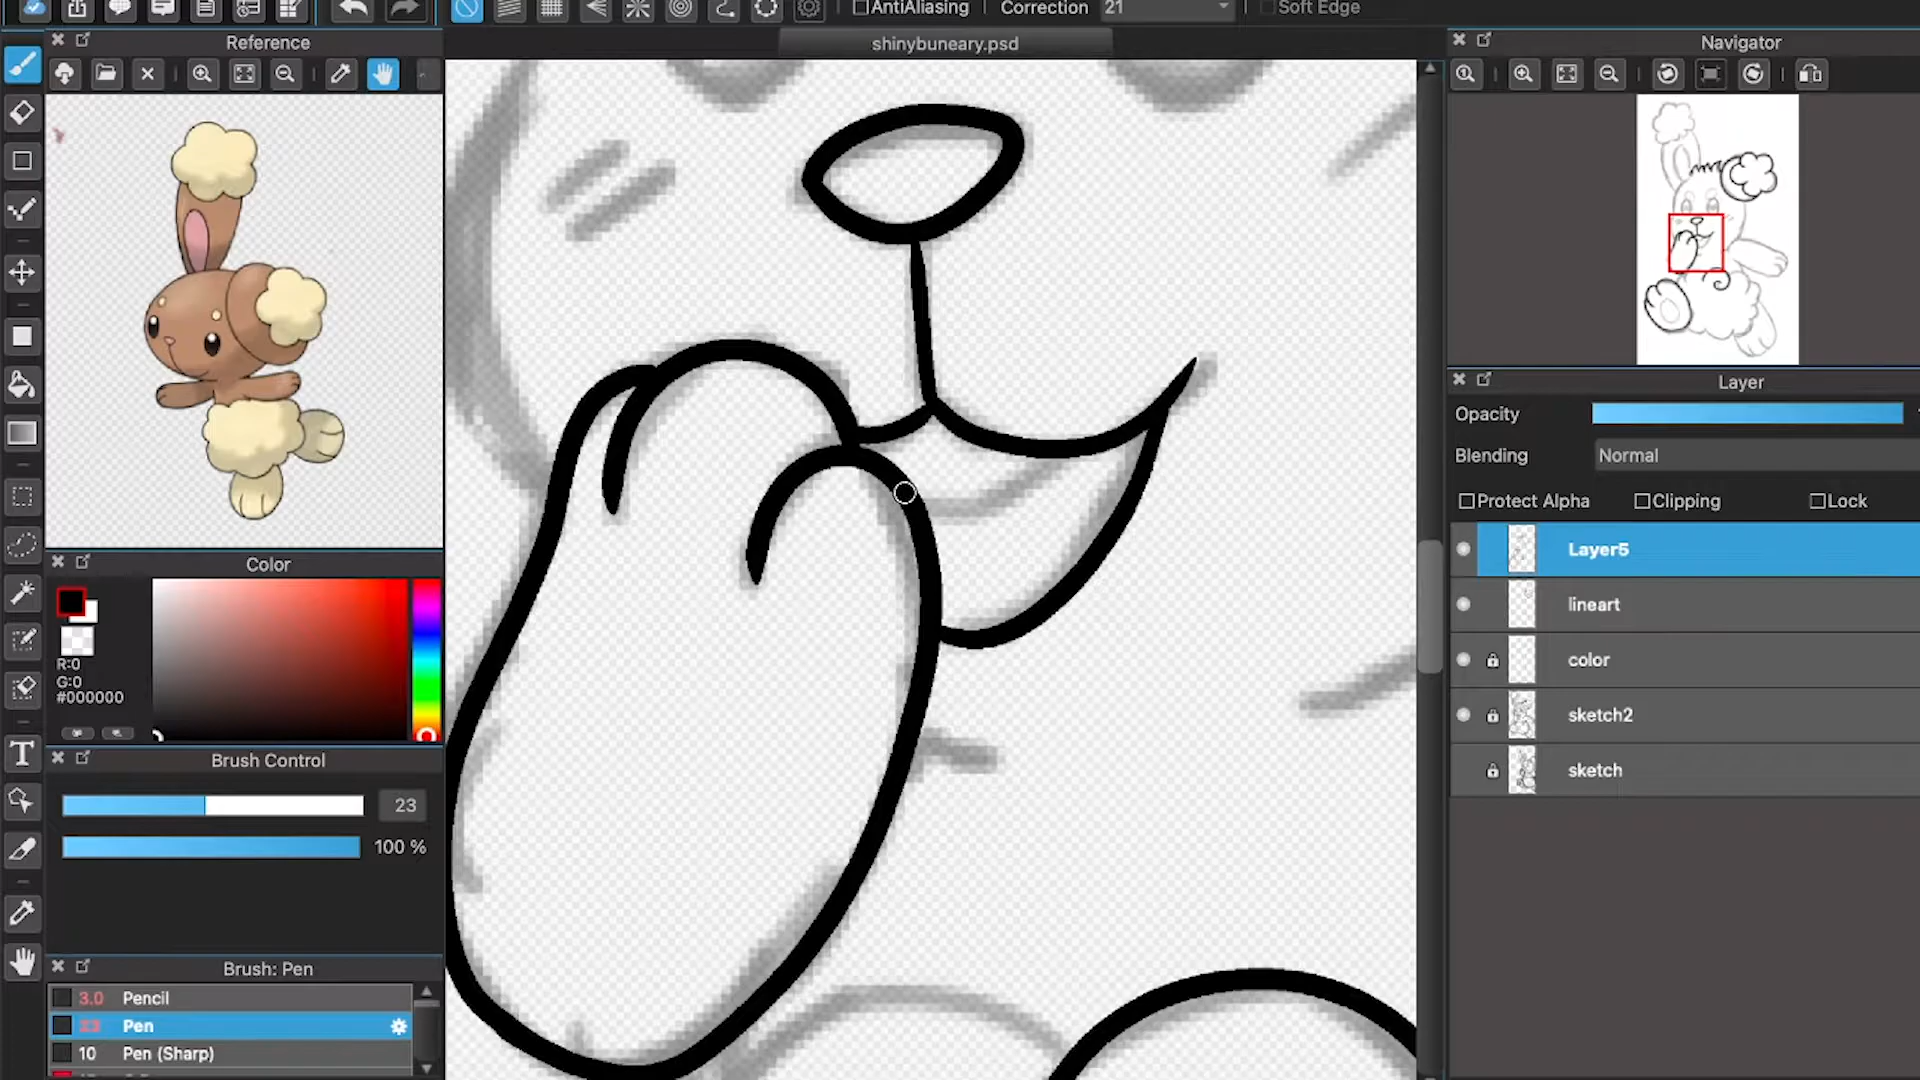 AntiAliasing
Correction
21
Soft Edge
shinybuneary.psd
Reference
Navigator
Layer
Opacity
Blending
Normal
Protect Alpha
Clipping
Lock
Layer5
lineart
color
sketch2
sketch
Color
R:0
G:0
#000000
Brush Control
23
100 %
Brush: Pen
3.0 Pencil
23 Pen
10 Pen (Sharp)
T